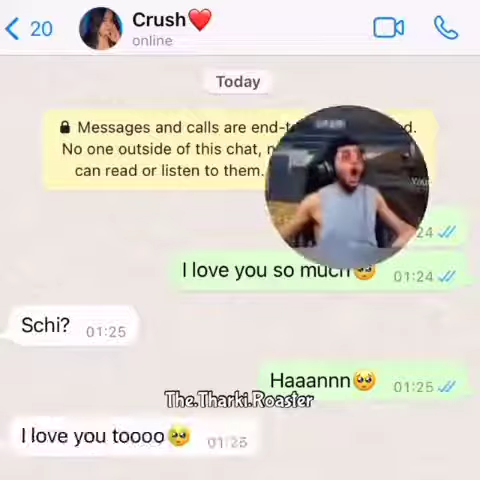 20
Crush❤️
online
Today
🔒 Messages and calls are end-t
d.
No one outside of this chat,
can read or listen to them.
24
I love you so much🥺 01:24
Schi? 01:25
Haaannn🥺 01:25
The.Tharki.Roaster
I love you toooo🥺 01:25